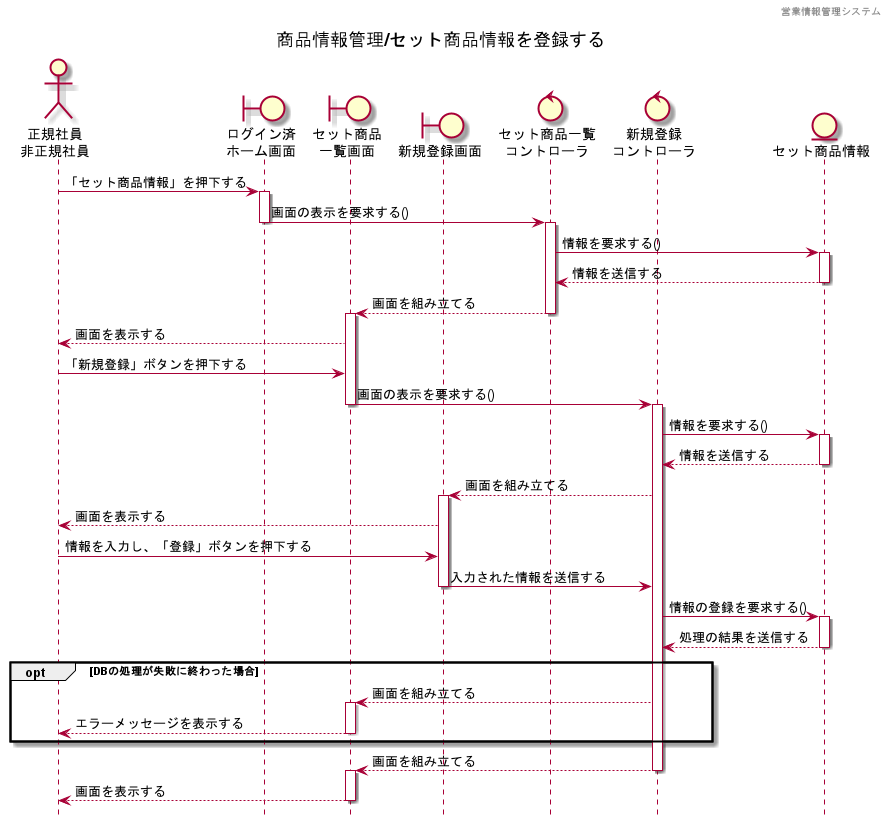 営業情報管理システム
商品情報管理/セット商品情報を登録する
正規社員
非正規社員
ログイン済
ホーム画面
セット商品
一覧画面
新規登録画面
セット商品一覧
コントローラ
新規登録
コントローラ
セット商品情報
「セット商品情報」を押下する
画面の表示を要求する()
情報を要求する()
情報を送信する
画面を組み立てる
画面を表示する
「新規登録」ボタンを押下する
画面の表示を要求する()
情報を要求する()
情報を送信する
画面を組み立てる
画面を表示する
情報を入力し、「登録」ボタンを押下する
入力された情報を送信する
情報の登録を要求する()
処理の結果を送信する
opt [DBの処理が失敗に終わった場合]
画面を組み立てる
エラーメッセージを表示する
画面を組み立てる
画面を表示する